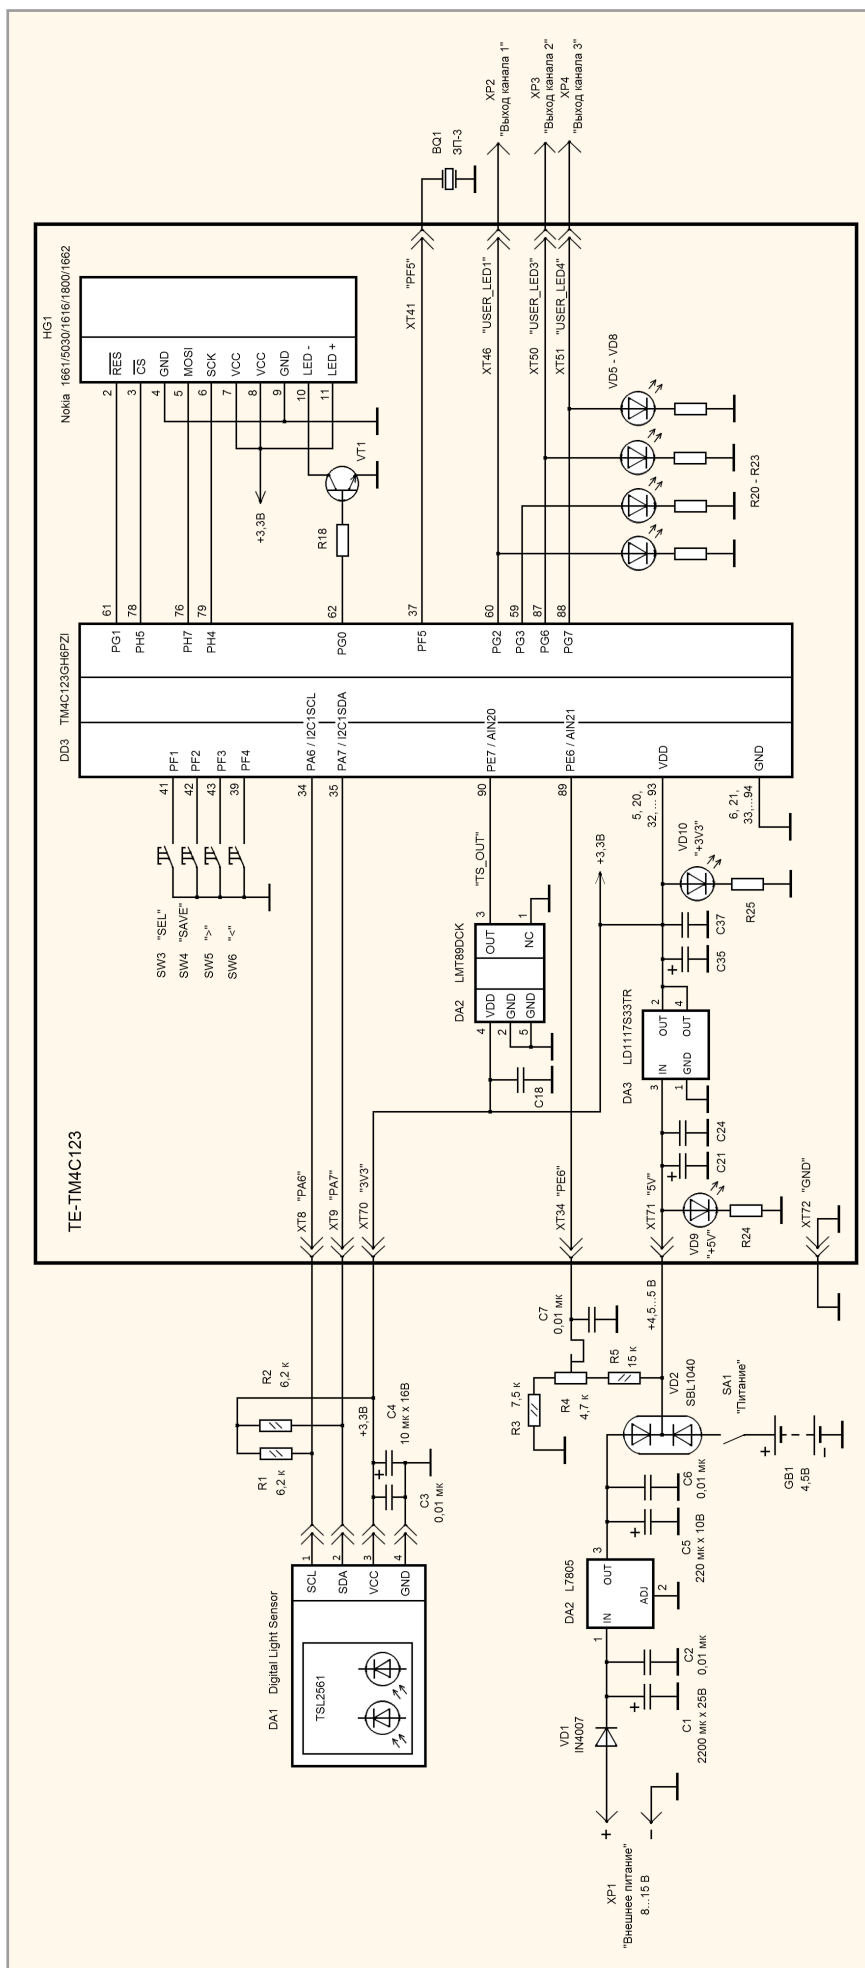 TE-TM4C123
HG1
Nokia 1661/5030/1616/1800/1662
2 RES
3 CS
4 GND
5 MOSI
6 SCK
7 VCC
8 VCC
9 GND
10 LED -
11 LED +
+3,3В
VT1
R18
BQ1
ЗП-3
XT41 "PF5"
XT46 "USER_LED1"
XT50 "USER_LED3"
XT51 "USER_LED4"
XP2
"Выход канала 1"
XP3
"Выход канала 2"
XP4
"Выход канала 3"
VD5 - VD8
R20 - R23
DD3 TM4C123GH6PZI
61 PG1
78 PH5
76 PH7
79 PH4
62 PG0
37 PF5
60 PG2
59 PG3
87 PG6
88 PG7
41 PF1
42 PF2
43 PF3
39 PF4
34 PA6 / I2C1SCL
35 PA7 / I2C1SDA
90 PE7 / AIN20
89 PE6 / AIN21
5, 20,
32,... 93
VDD
6, 21,
33,...94
GND
SW3 "SEL"
SW4 "SAVE"
SW5 ">"
SW6 "<"
"TS_OUT"
DA2 LMT89DCK
3 OUT
1 NC
4 VDD
2 GND
5 GND
C18
+3,3В
VD10
"+3V3"
R25
C37
C35
+
DA3 LD1117S33TR
2 OUT
4 OUT
3 IN
1 GND
C24
C21
+
VD9
"+5V"
R24
XT8 "PA6"
XT9 "PA7"
XT70 "3V3"
XT34 "PE6"
XT71 "5V"
XT72 "GND"
R2
6,2 к
R1
6,2 к
+3,3В
C4
10 мк x 16В
+
C3
0,01 мк
DA1 Digital Light Sensor
TSL2561
1 SCL
2 SDA
3 VCC
4 GND
C7
0,01 мк
R3 7,5 к
R4
4,7 к
R5
15 к
+4,5...5 В
VD2
SBL1040
SA1
"Питание"
+
GB1
4,5В
–
C6
0,01 мк
C5
220 мк x 10В
+
DA2 L7805
3 OUT
1 IN
ADJ 2
C2
0,01 мк
C1
2200 мк x 25В
+
VD1
IN4007
+
–
XP1
"Внешнее питание"
8...15 В